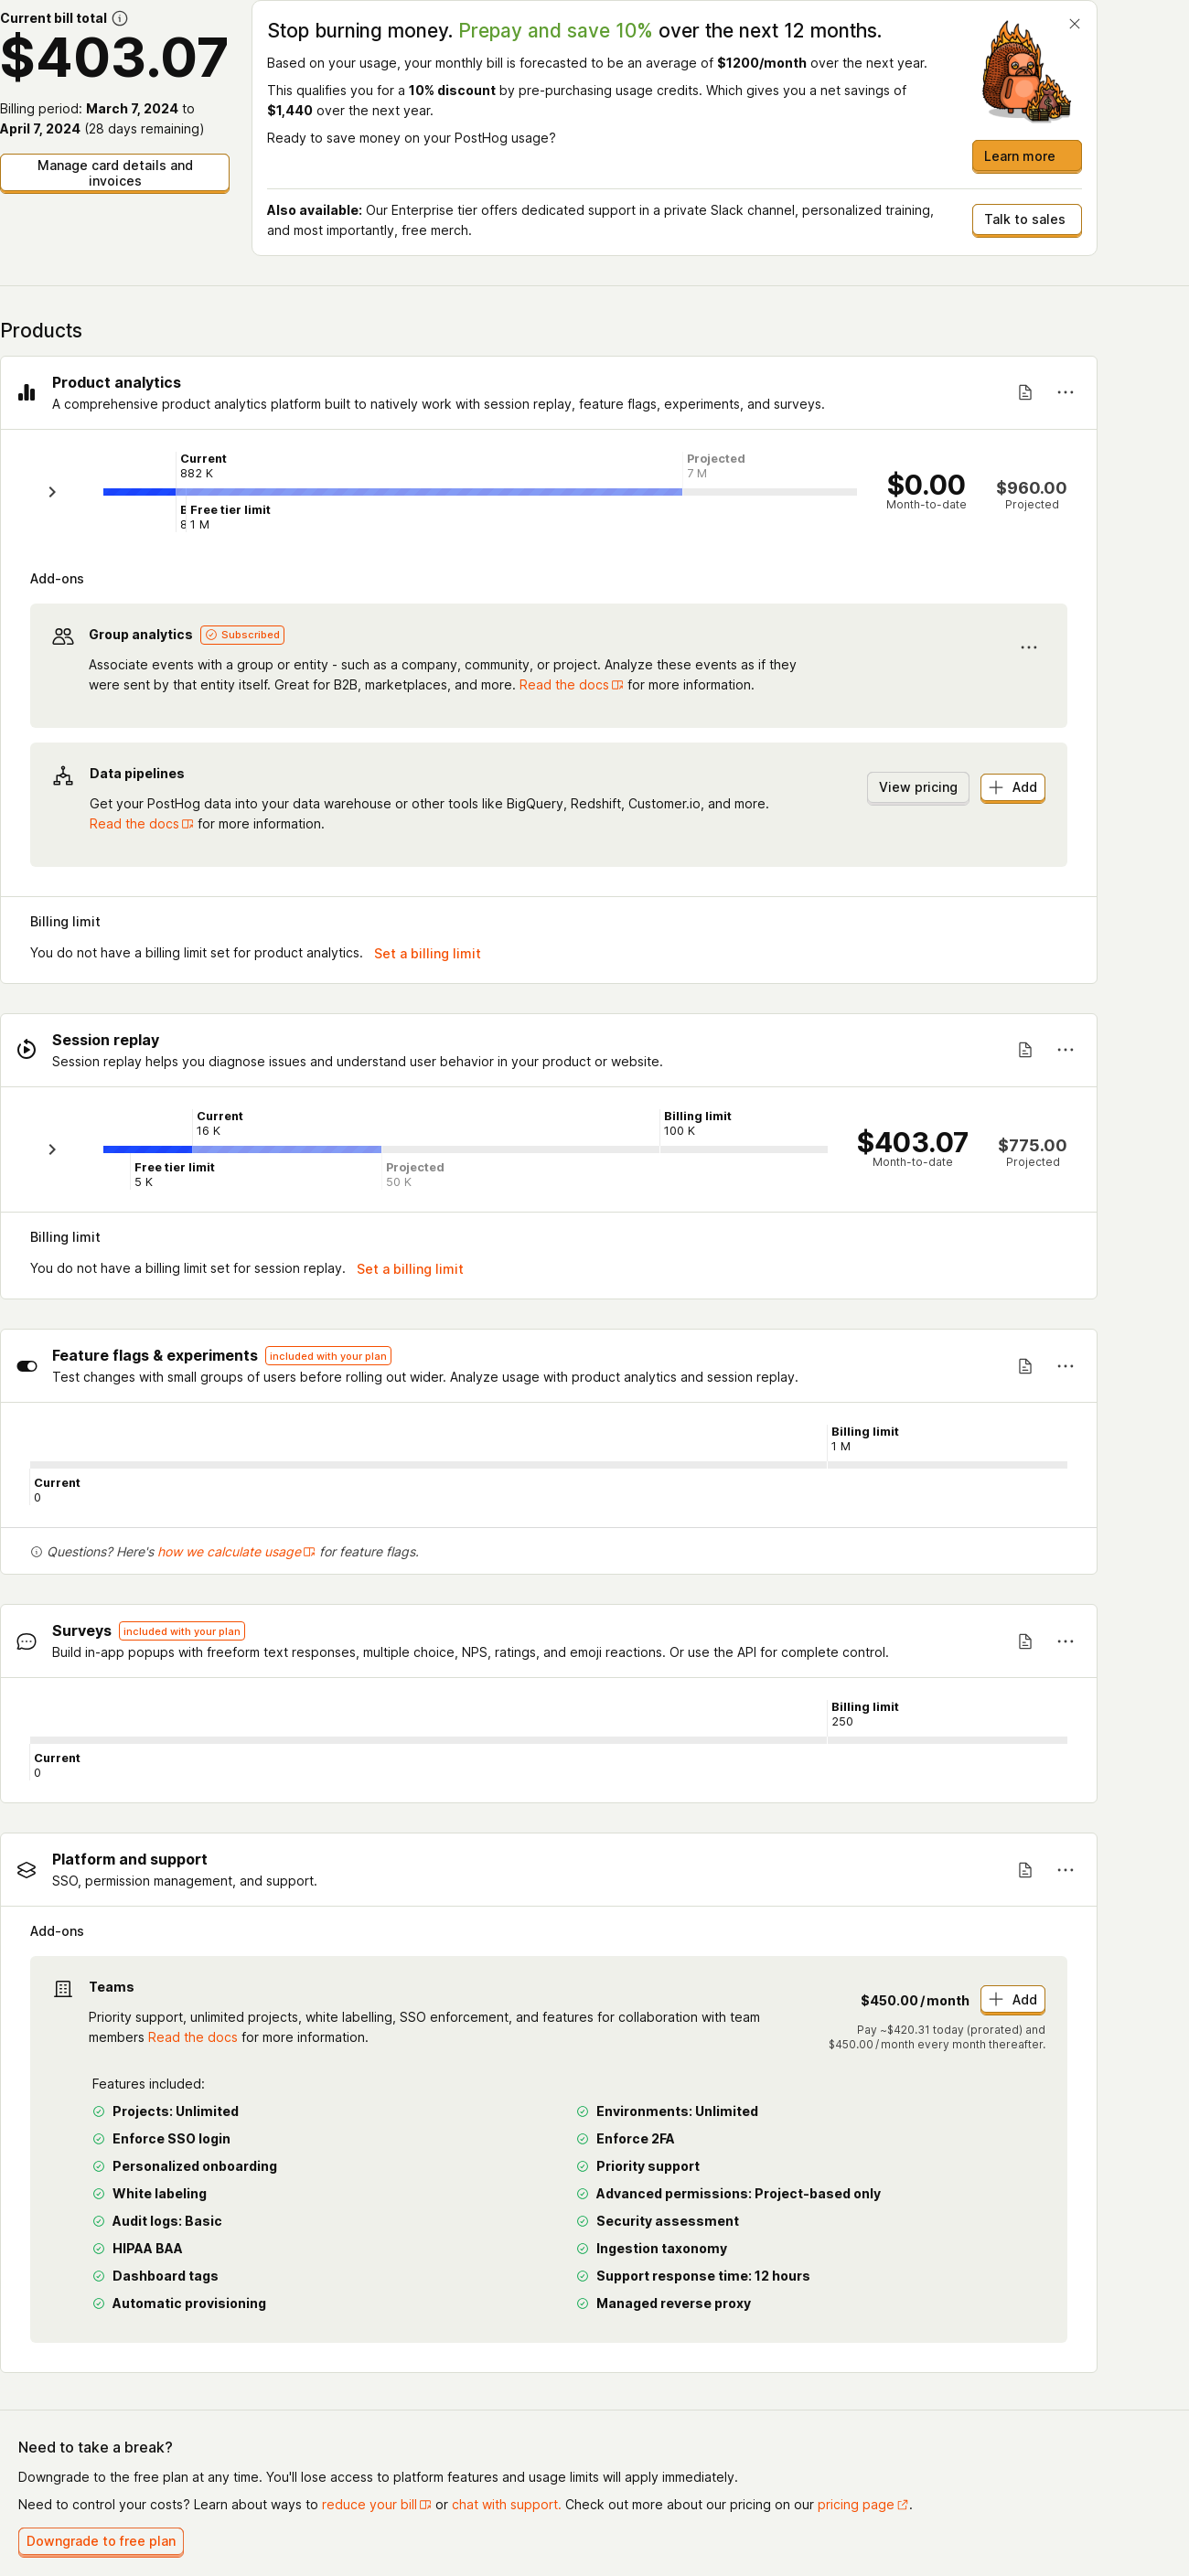 Current bill total
$403.07
Billing period: March 7, 2024 to
April 7, 2024 (28 days remaining)
Manage card details and
invoices
Stop burning money. Prepay and save 10% over the next 12 months.
Based on your usage, your monthly bill is forecasted to be an average of $1200/month over the next year.
This qualifies you for a 10% discount by pre-purchasing usage credits. Which gives you a net savings of
$1,440 over the next year.
Ready to save money on your PostHog usage?
Learn more
Also available: Our Enterprise tier offers dedicated support in a private Slack channel, personalized training,
and most importantly, free merch.
Talk to sales
Products
Product analytics
A comprehensive product analytics platform built to natively work with session replay, feature flags, experiments, and surveys.
Current
882 K
Projected
7 M
Free tier limit
1 M
$0.00
Month-to-date
$960.00
Projected
Add-ons
Group analytics Subscribed
Associate events with a group or entity - such as a company, community, or project. Analyze these events as if they
were sent by that entity itself. Great for B2B, marketplaces, and more. Read the docs for more information.
Data pipelines
Get your PostHog data into your data warehouse or other tools like BigQuery, Redshift, Customer.io, and more.
Read the docs for more information.
View pricing
Add
Billing limit
You do not have a billing limit set for product analytics. Set a billing limit
Session replay
Session replay helps you diagnose issues and understand user behavior in your product or website.
Current
16 K
Billing limit
100 K
Free tier limit
5 K
Projected
50 K
$403.07
Month-to-date
$775.00
Projected
Billing limit
You do not have a billing limit set for session replay. Set a billing limit
Feature flags & experiments included with your plan
Test changes with small groups of users before rolling out wider. Analyze usage with product analytics and session replay.
Billing limit
1 M
Current
0
Questions? Here's how we calculate usage for feature flags.
Surveys included with your plan
Build in-app popups with freeform text responses, multiple choice, NPS, ratings, and emoji reactions. Or use the API for complete control.
Billing limit
250
Current
0
Platform and support
SSO, permission management, and support.
Add-ons
Teams
Priority support, unlimited projects, white labelling, SSO enforcement, and features for collaboration with team
members Read the docs for more information.
$450.00/month
Add
Pay ~$420.31 today (prorated) and
$450.00/month every month thereafter.
Features included:
Projects: Unlimited
Environments: Unlimited
Enforce SSO login
Enforce 2FA
Personalized onboarding
Priority support
White labeling
Advanced permissions: Project-based only
Audit logs: Basic
Security assessment
HIPAA BAA
Ingestion taxonomy
Dashboard tags
Support response time: 12 hours
Automatic provisioning
Managed reverse proxy
Need to take a break?
Downgrade to the free plan at any time. You'll lose access to platform features and usage limits will apply immediately.
Need to control your costs? Learn about ways to reduce your bill or chat with support. Check out more about our pricing on our pricing page.
Downgrade to free plan